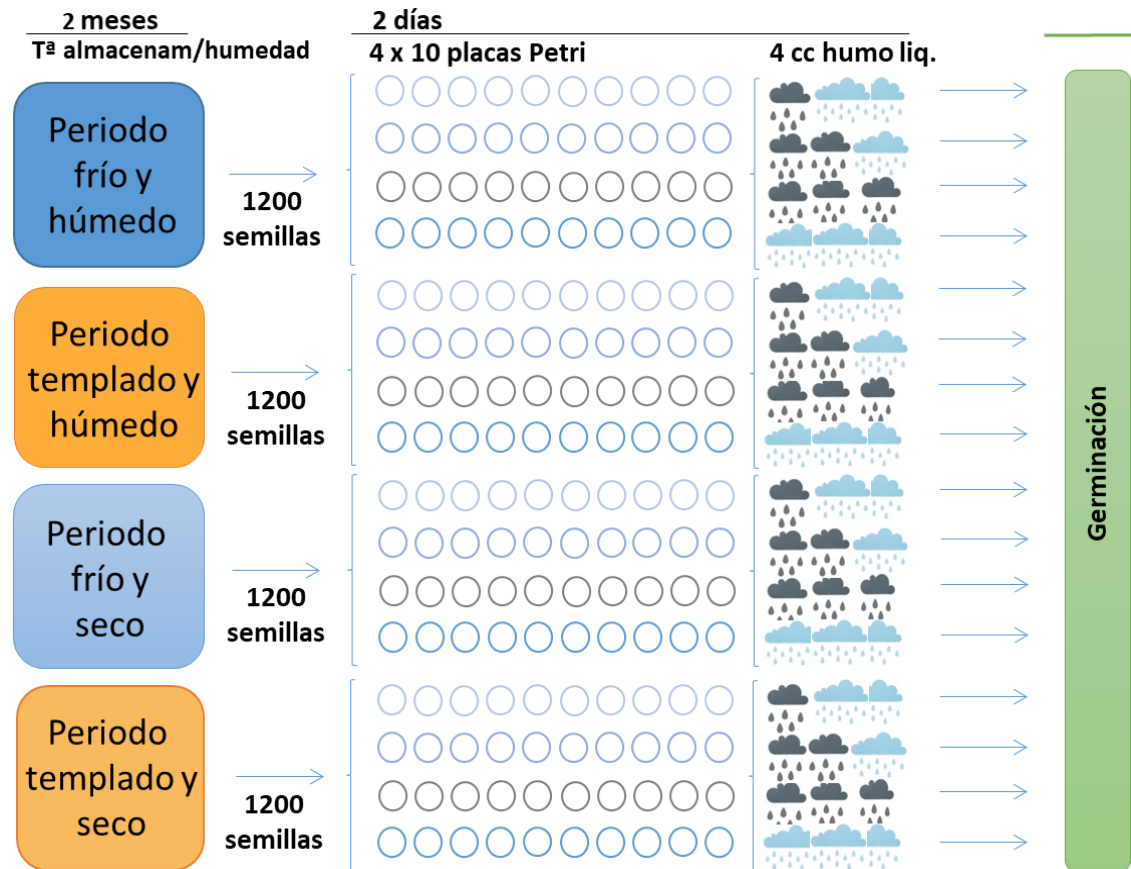 2 meses
Tª almacenam/humedad
2 días
4 x 10 placas Petri
4 cc humo liq.
Periodo
frío y
húmedo
1200
semillas
Periodo
templado y
húmedo
1200
semillas
Periodo
frío y
seco
1200
semillas
Periodo
templado y
seco
1200
semillas
Germinación